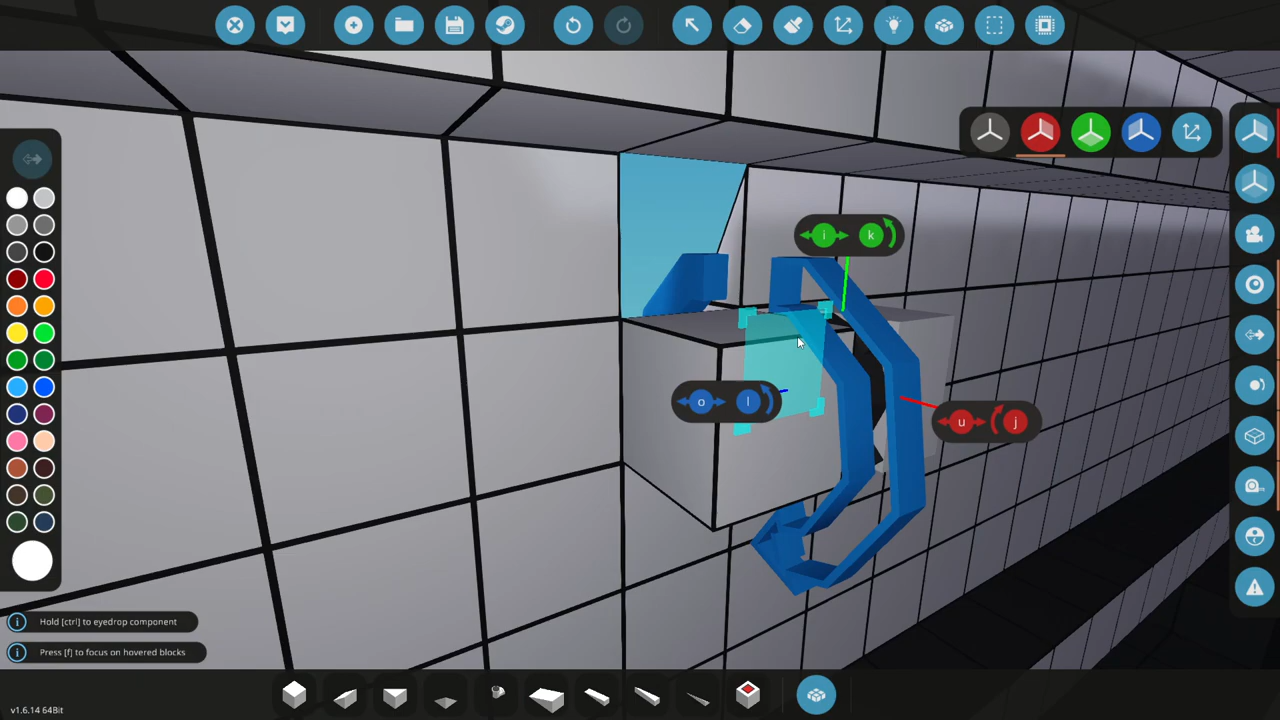 i k
o l
u j
Hold [ctrl] to eyedrop component
Press [f] to focus on hovered blocks
v1.6.14 64Bit